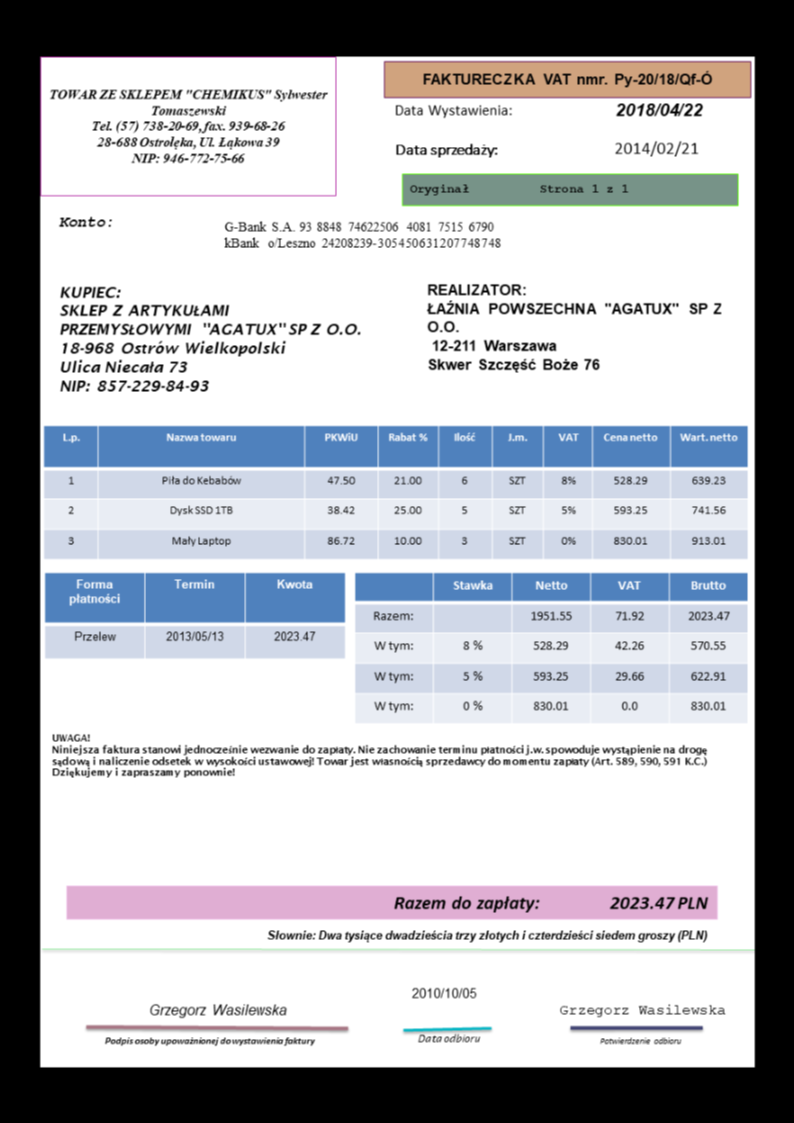 TOWAR ZE SKLEPEM "CHEMIKUS" Sylwester
Tomaszewski
Tel. (57) 738-20-69, fax. 939-68-26
28-688 Ostrołęka, Ul. Łąkowa 39
NIP: 946-772-75-66
FAKTURECZKA VAT nmr. Py-20/18/Qf-Ó
Data Wystawienia: 2018/04/22
Data sprzedaży: 2014/02/21
Oryginał Strona 1 z 1
Konto:
G-Bank S.A. 93 8848 74622506 4081 7515 6790
kBank o/Leszno 24208239-305450631207748748
KUPIEC:
SKLEP Z ARTYKUŁAMI
PRZEMYSŁOWYMI "AGATUX" SP Z O.O.
18-968 Ostrów Wielkopolski
Ulica Niecała 73
NIP: 857-229-84-93
REALIZATOR:
ŁAŹNIA POWSZECHNA "AGATUX" SP Z
O.O.
12-211 Warszawa
Skwer Szczęść Boże 76
L.p. Nazwa towaru PKWiU Rabat % Ilość J.m. VAT Cena netto Wart. netto
1 Piła do Kebabów 47.50 21.00 6 SZT 8% 528.29 639.23
2 Dysk SSD 1TB 38.42 25.00 5 SZT 5% 593.25 741.56
3 Mały Laptop 86.72 10.00 3 SZT 0% 830.01 913.01
Forma płatności Termin Kwota
Przelew 2013/05/13 2023.47
Stawka Netto VAT Brutto
Razem: 1951.55 71.92 2023.47
W tym: 8 % 528.29 42.26 570.55
W tym: 5 % 593.25 29.66 622.91
W tym: 0 % 830.01 0.0 830.01
UWAGA!
Niniejsza faktura stanowi jednocześnie wezwanie do zapłaty. Nie zachowanie terminu płatności j.w. spowoduje wystąpienie na drogę
sądową i naliczenie odsetek w wysokości ustawowej! Towar jest własnością sprzedawcy do momentu zapłaty (Art. 589, 590, 591 K.C.)
Dziękujemy i zapraszamy ponownie!
Razem do zapłaty: 2023.47 PLN
Słownie: Dwa tysiące dwadzieścia trzy złotych i czterdzieści siedem groszy (PLN)
Grzegorz Wasilewska
Podpis osoby upoważnionej do wystawienia faktury
2010/10/05
Data odbioru
Grzegorz Wasilewska
Potwierdzenie odbioru